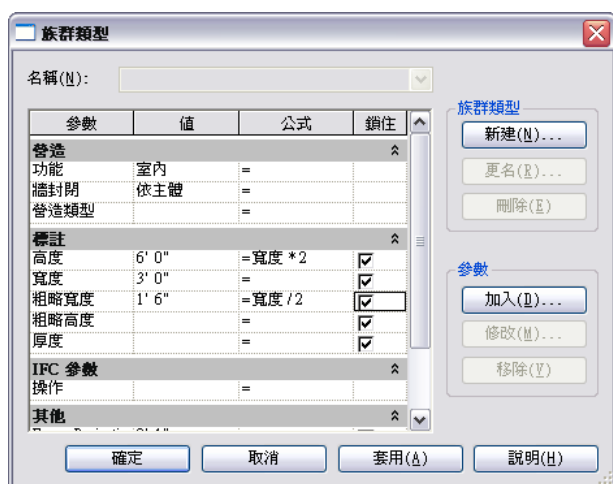 族群類型
名稱(N):
參數 值 公式 鎖住
營造
功能 室內 =
牆封閉 依主體 =
營造類型 =
標註
高度 6' 0" =寬度 *2
寬度 3' 0" =
粗略寬度 1' 6" =寬度 / 2
粗略高度 =
厚度 =
IFC 參數
操作 =
其他
族群類型
新建(N)...
更名(R)...
刪除(E)
參數
加入(D)...
修改(M)...
移除(V)
確定 取消 套用(A) 說明(H)